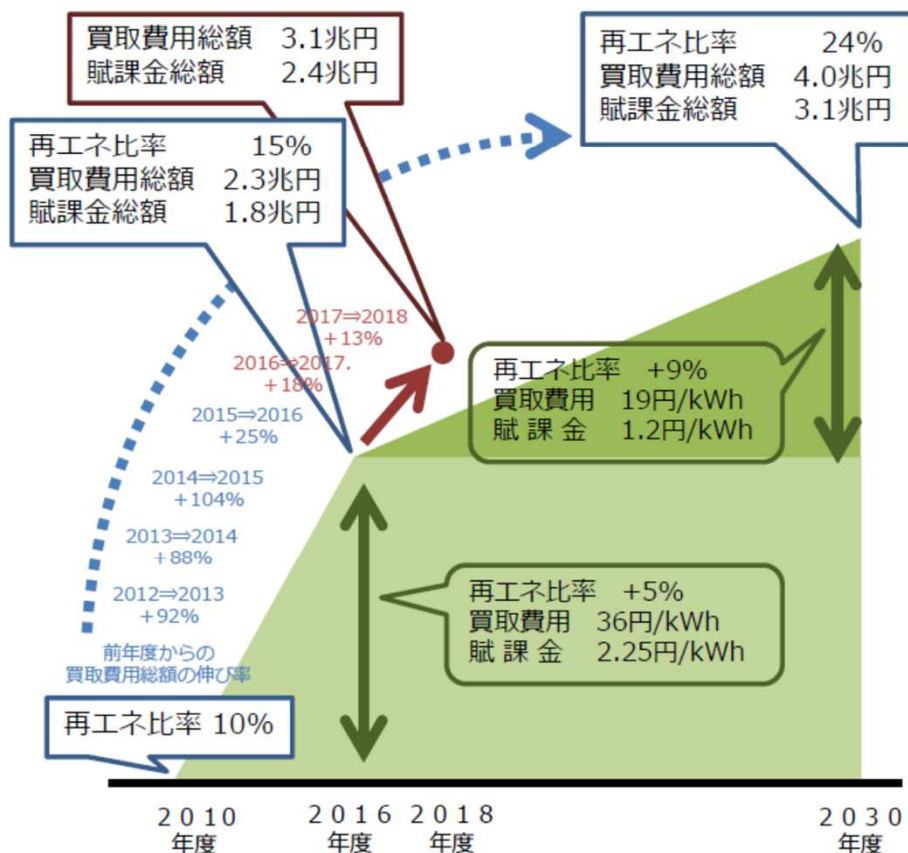 買取費用総額 3.1兆円
賦課金総額 2.4兆円
再エネ比率 24%
買取費用総額 4.0兆円
賦課金総額 3.1兆円
再エネ比率 15%
買取費用総額 2.3兆円
賦課金総額 1.8兆円
2017⇒2018
+13%
2016⇒2017.
+18%
2015⇒2016
+25%
2014⇒2015
+104%
2013⇒2014
+88%
2012⇒2013
+92%
前年度からの
買取費用総額の伸び率
再エネ比率 +9%
買取費用 19円/kWh
賦課金 1.2円/kWh
再エネ比率 +5%
買取費用 36円/kWh
賦課金 2.25円/kWh
再エネ比率 10%
2010 2016 2018 2030
年度 年度 年度 年度